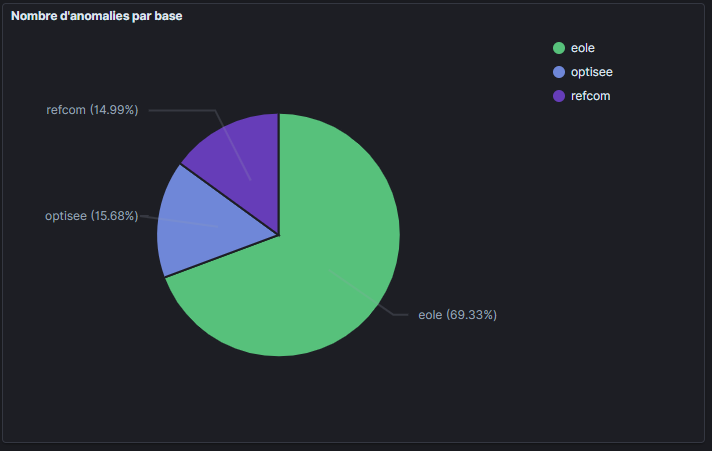 Nombre d'anomalies par base
eole
optisee
refcom
refcom (14.99%)
optisee (15.68%)
eole (69.33%)